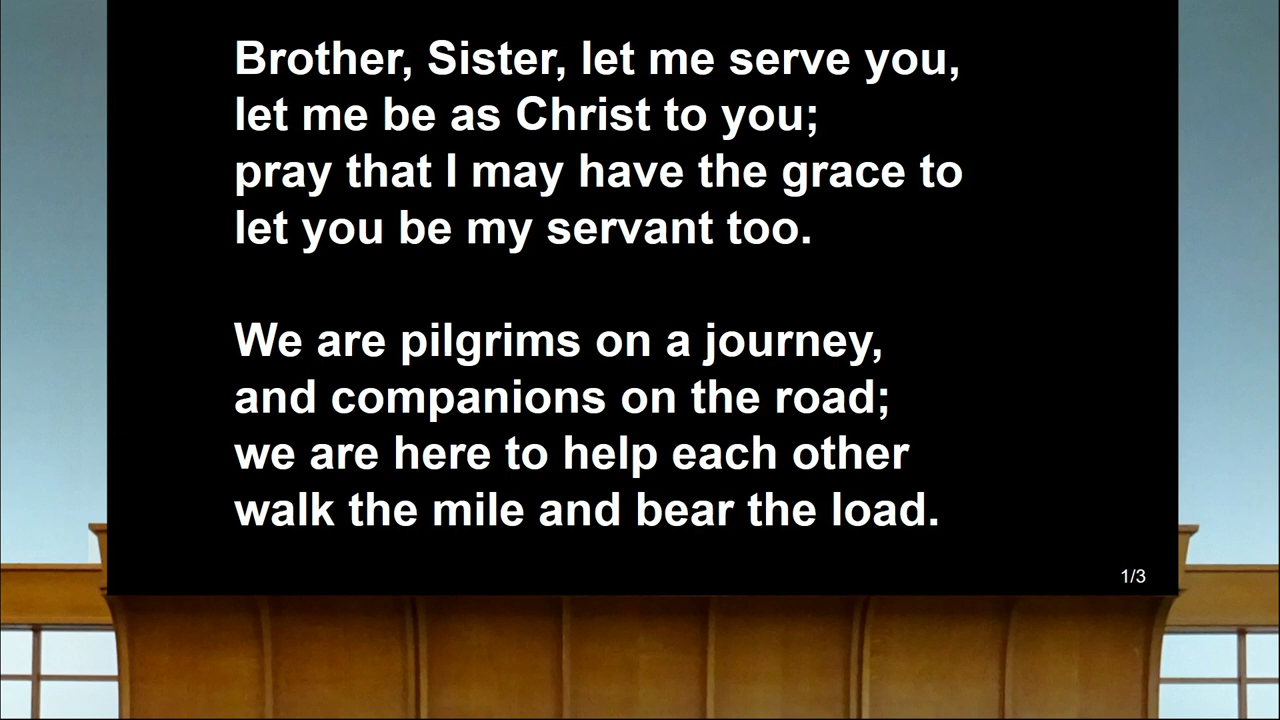 Brother, Sister, let me serve you,
let me be as Christ to you;
pray that I may have the grace to
let you be my servant too.
We are pilgrims on a journey,
and companions on the road;
we are here to help each other
walk the mile and bear the load.
1/3